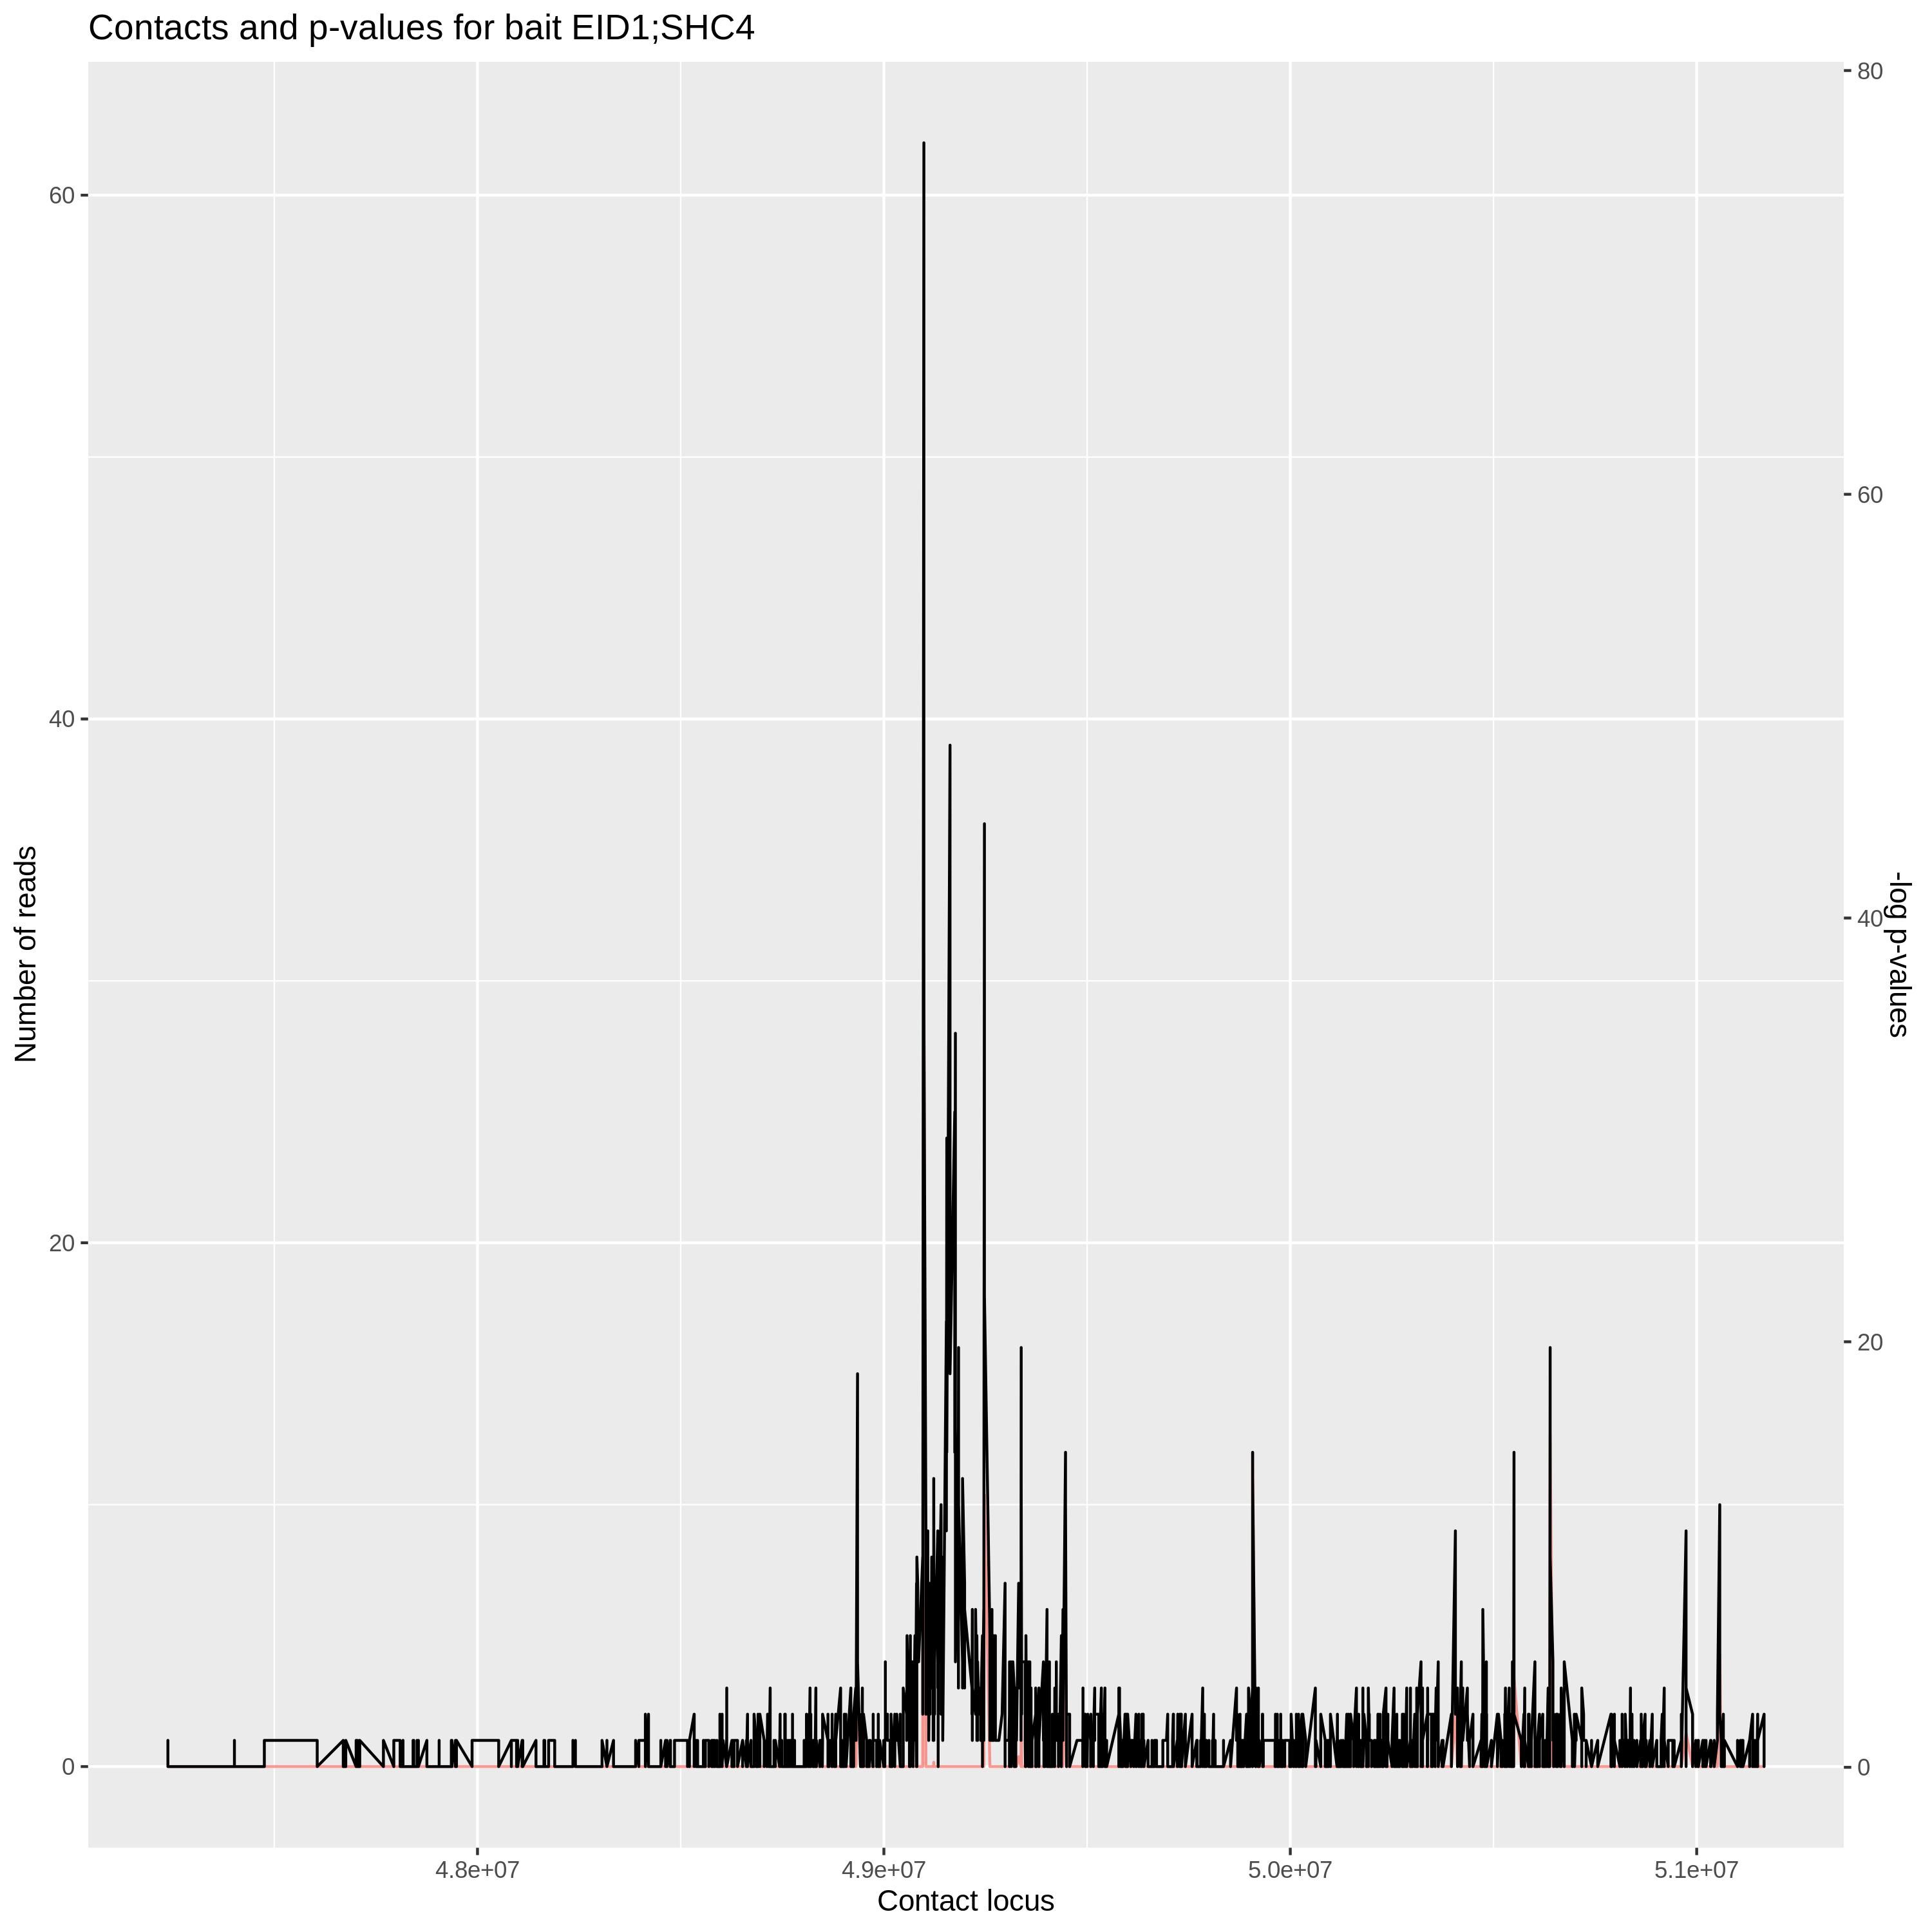 Contacts and p-values for bait EID1;SHC4
Number of reads
60
40
20
0
80
60
40
20
0
-log p-values
4.8e+07
4.9e+07
5.0e+07
5.1e+07
Contact locus